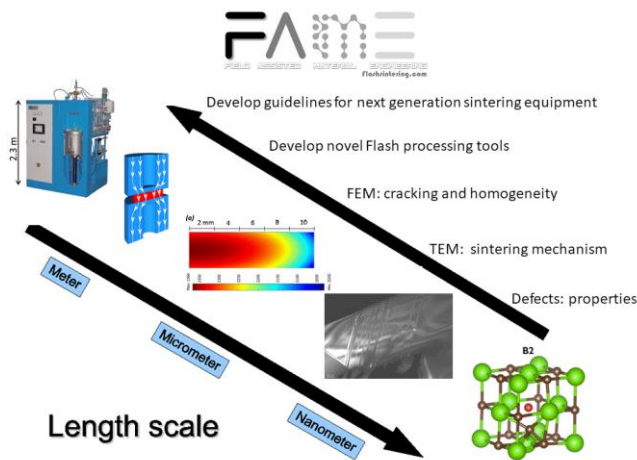 FAME
FIELD ASSISTED MATERIAL ENGINEERING
Flashsintering.com
Develop guidelines for next generation sintering equipment
Develop novel Flash processing tools
FEM: cracking and homogeneity
TEM: sintering mechanism
Defects: properties
2.3 m
(a)
2 mm 4 6 8 10
Meter
Micrometer
Nanometer
Length scale
B2